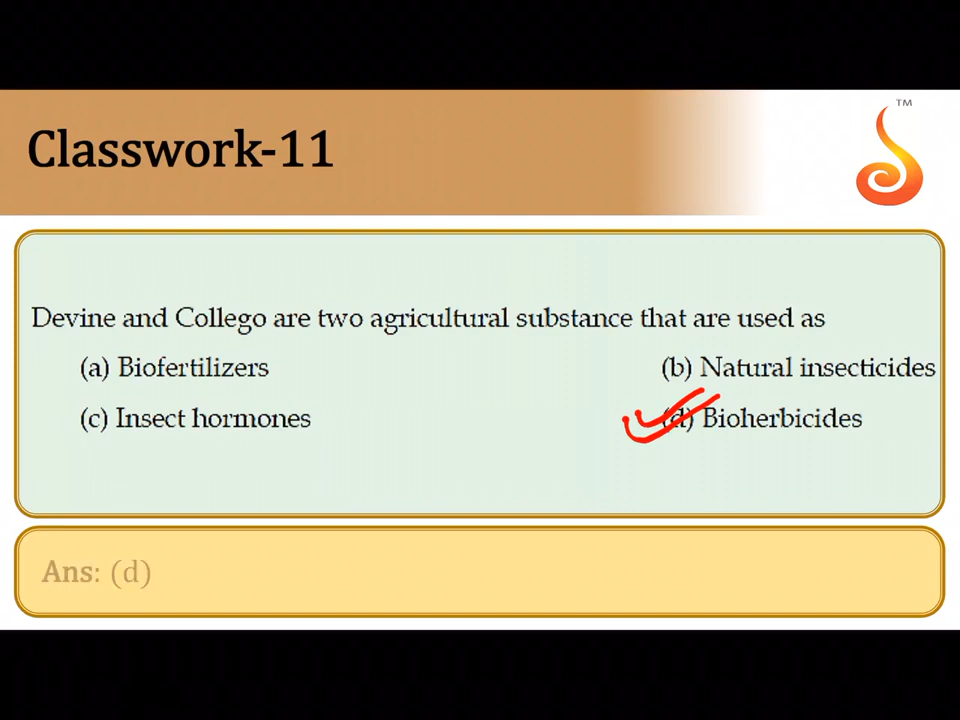 TM
Classwork-11
Devine and Collego are two agricultural substance that are used as
(a) Biofertilizers (b) Natural insecticides
(c) Insect hormones (d) Bioherbicides
Ans: (d)